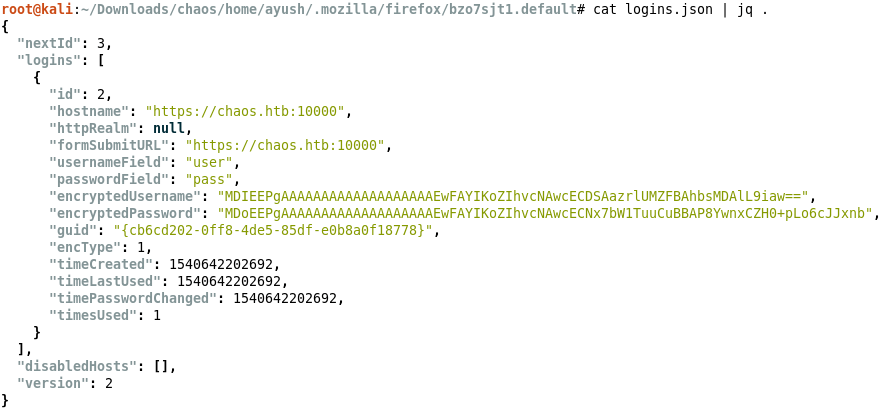 root@kali:~/Downloads/chaos/home/ayush/.mozilla/firefox/bzo7sjt1.default# cat logins.json | jq .
{
  "nextId": 3,
  "logins": [
    {
      "id": 2,
      "hostname": "https://chaos.htb:10000",
      "httpRealm": null,
      "formSubmitURL": "https://chaos.htb:10000",
      "usernameField": "user",
      "passwordField": "pass",
      "encryptedUsername": "MDIEEPgAAAAAAAAAAAAAAAAAAAEwFAYIKoZIhvcNAwcECDSAazrlUMZFBAhbsMDAlL9iaw==",
      "encryptedPassword": "MDoEEPgAAAAAAAAAAAAAAAAAAAEwFAYIKoZIhvcNAwcECNx7bW1TuuCuBBAP8YwnxCZH0+pLo6cJJxnb",
      "guid": "{cb6cd202-0ff8-4de5-85df-e0b8a0f18778}",
      "encType": 1,
      "timeCreated": 1540642202692,
      "timeLastUsed": 1540642202692,
      "timePasswordChanged": 1540642202692,
      "timesUsed": 1
    }
  ],
  "disabledHosts": [],
  "version": 2
}